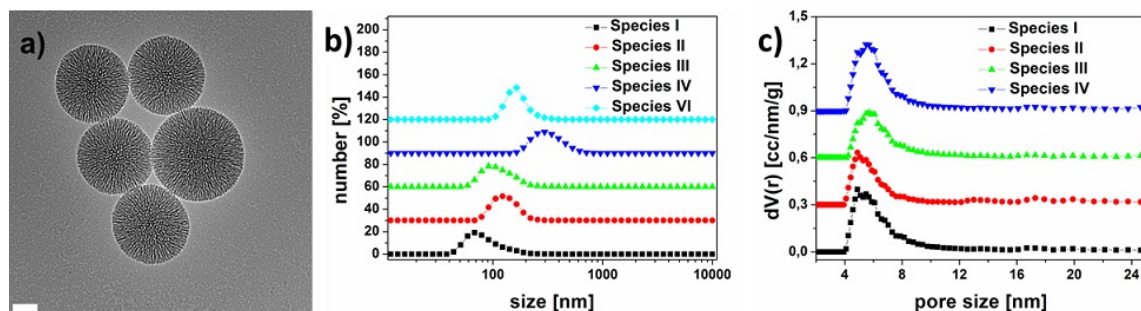 a)
b)
200
180
160
140
120
100
80
60
40
20
0
number [%]
Species I
Species II
Species III
Species IV
Species VI
100
1000
10000
size [nm]
c)
1,5
1,2
0,9
0,6
0,3
0,0
dV(r) [cc/nm/g]
Species I
Species II
Species III
Species IV
4
8
12
16
20
24
pore size [nm]